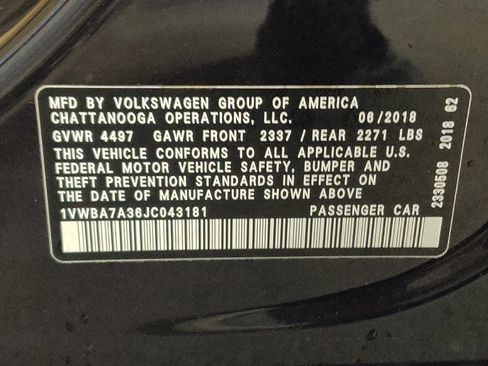 MFD BY VOLKSWAGEN GROUP OF AMERICA
CHATTANOOGA OPERATIONS, LLC. 06/2018
GVWR 4497 GAWR FRONT 2337 / REAR 2271 LBS
THIS VEHICLE CONFORMS TO ALL APPLICABLE U.S.
FEDERAL MOTOR VEHICLE SAFETY, BUMPER AND
THEFT PREVENTION STANDARDS IN EFFECT ON
THE DATE OF MANUFACTURE SHOWN ABOVE
1VWBA7A36JC043181 PASSENGER CAR
2330508 2018 62